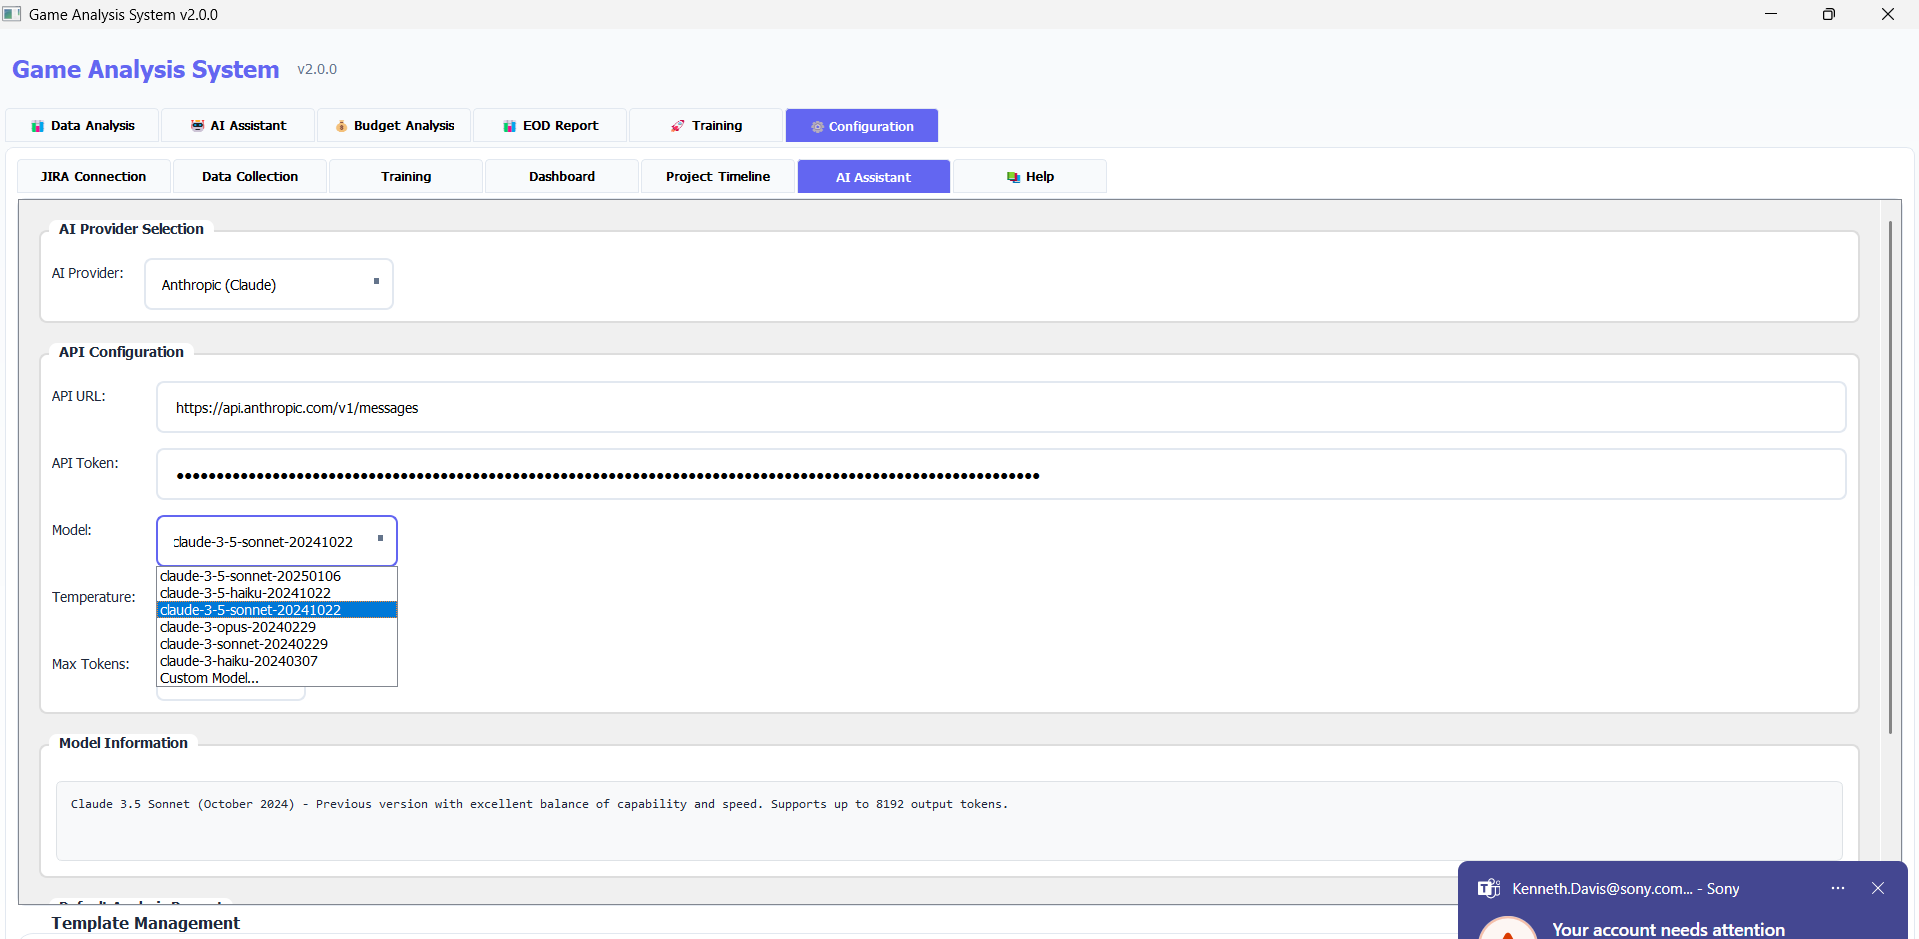 Game Analysis System v2.0.0
Game Analysis System v2.0.0
Data Analysis AI Assistant Budget Analysis EOD Report Training Configuration
JIRA Connection Data Collection Training Dashboard Project Timeline AI Assistant Help
AI Provider Selection
AI Provider: Anthropic (Claude)
API Configuration
API URL: https://api.anthropic.com/v1/messages
API Token:
Model: claude-3-5-sonnet-20241022
claude-3-5-sonnet-20250106
claude-3-5-haiku-20241022
Temperature:
claude-3-5-sonnet-20241022
claude-3-opus-20240229
claude-3-sonnet-20240229
Max Tokens:
claude-3-haiku-20240307
Custom Model...
Model Information
Claude 3.5 Sonnet (October 2024) - Previous version with excellent balance of capability and speed. Supports up to 8192 output tokens.
Kenneth.Davis@sony.com... - Sony
Template Management
Your account needs attention